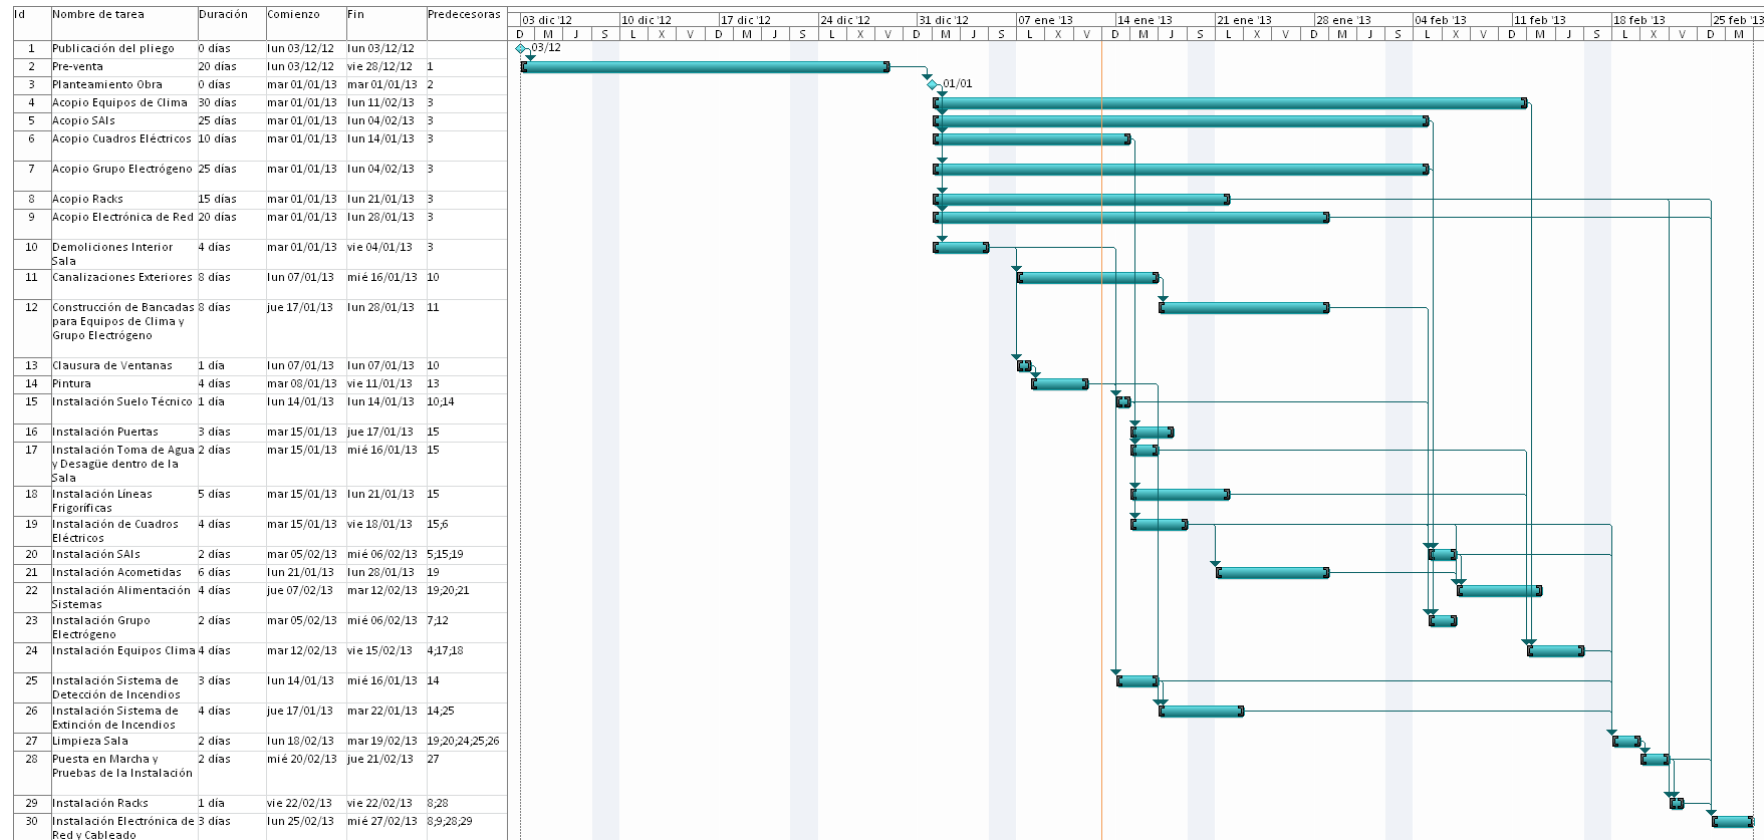 Id Nombre de tarea Duración Comienzo Fin Predecesoras 03 dic '12 10 dic '12 17 dic '12 24 dic '12 31 dic '12 07 ene '13 14 ene '13 21 ene '13 28 ene '13 04 feb '13 11 feb '13 18 feb '13 25 feb '13
D M J S L X V D M J S L X V D M J S L X V D M J S L X V D M J S L X V D M J S L X V D M
1 Publicación del pliego 0 días lun 03/12/12 lun 03/12/12 03/12
2 Pre-venta 20 días lun 03/12/12 vie 28/12/12 1
3 Planteamiento Obra 0 días mar 01/01/13 mar 01/01/13 2 01/01
4 Acopio Equipos de Clima 30 días mar 01/01/13 lun 11/02/13 3
5 Acopio SAIs 25 días mar 01/01/13 lun 04/02/13 3
6 Acopio Cuadros Eléctricos 10 días mar 01/01/13 lun 14/01/13 3
7 Acopio Grupo Electrógeno 25 días mar 01/01/13 lun 04/02/13 3
8 Acopio Racks 15 días mar 01/01/13 lun 21/01/13 3
9 Acopio Electrónica de Red 20 días mar 01/01/13 lun 28/01/13 3
10 Demoliciones Interior 4 días mar 01/01/13 vie 04/01/13 3
Sala
11 Canalizaciones Exteriores 8 días lun 07/01/13 mié 16/01/13 10
12 Construcción de Bancadas 8 días jue 17/01/13 lun 28/01/13 11
para Equipos de Clima y
Grupo Electrógeno
13 Clausura de Ventanas 1 día lun 07/01/13 lun 07/01/13 10
14 Pintura 4 días mar 08/01/13 vie 11/01/13 13
15 Instalación Suelo Técnico 1 día lun 14/01/13 lun 14/01/13 10;14
16 Instalación Puertas 3 días mar 15/01/13 jue 17/01/13 15
17 Instalación Toma de Agua 2 días mar 15/01/13 mié 16/01/13 15
y Desagüe dentro de la
Sala
18 Instalación Líneas 5 días mar 15/01/13 lun 21/01/13 15
Frigoríficas
19 Instalación de Cuadros 4 días mar 15/01/13 vie 18/01/13 15;6
Eléctricos
20 Instalación SAIs 2 días mar 05/02/13 mié 06/02/13 5;15;19
21 Instalación Acometidas 6 días lun 21/01/13 lun 28/01/13 19
22 Instalación Alimentación 4 días jue 07/02/13 mar 12/02/13 19;20;21
Sistemas
23 Instalación Grupo 2 días mar 05/02/13 mié 06/02/13 7;12
Electrógeno
24 Instalación Equipos Clima 4 días mar 12/02/13 vie 15/02/13 4;17;18
25 Instalación Sistema de 3 días lun 14/01/13 mié 16/01/13 14
Detección de Incendios
26 Instalación Sistema de 4 días jue 17/01/13 mar 22/01/13 14;25
Extinción de Incendios
27 Limpieza Sala 2 días lun 18/02/13 mar 19/02/13 19;20;24;25;26
28 Puesta en Marcha y 2 días mié 20/02/13 jue 21/02/13 27
Pruebas de la Instalación
29 Instalación Racks 1 día vie 22/02/13 vie 22/02/13 8;28
30 Instalación Electrónica de 3 días lun 25/02/13 mié 27/02/13 8;9;28;29
Red y Cableado